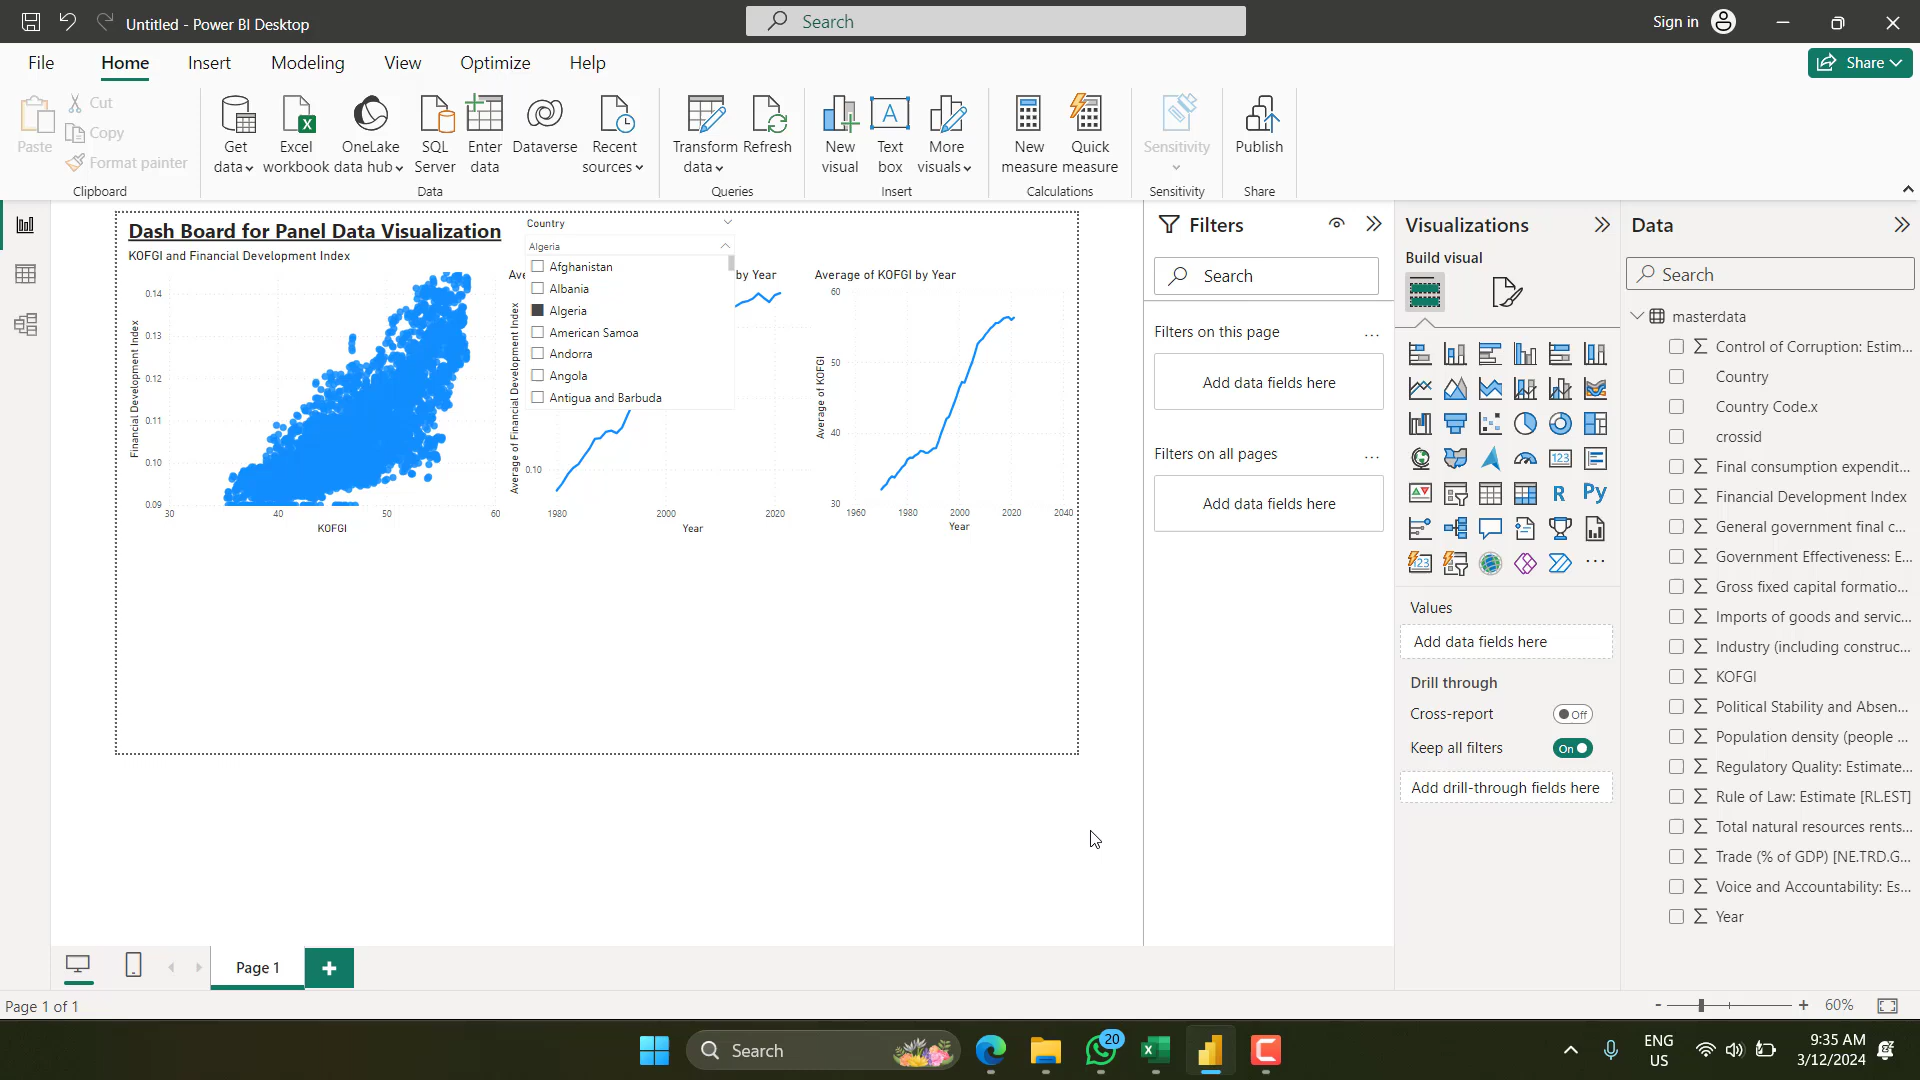 Untitled - Power BI Desktop
Search
Sign in
File
Home
Insert
Modeling
View
Optimize
Help
Share
Paste
Cut
Copy
Format painter
Clipboard
Get data
Excel workbook
OneLake data hub
SQL Server
Enter data
Dataverse
Recent sources
Data
Transform data
Refresh
Queries
New visual
Text box
More visuals
Insert
New measure
Quick measure
Calculations
Sensitivity
Sensitivity
Publish
Share
Dash Board for Panel Data Visualization
KOFGI and Financial Development Index
Financial Development Index
0.14
0.13
0.12
0.11
0.10
0.09
30
40
50
60
KOFGI
Country
Algeria
Afghanistan
Albania
Algeria
American Samoa
Andorra
Angola
Antigua and Barbuda
by Year
Average of Financial Development Index
0.10
1980
2000
2020
Year
Average of KOFGI by Year
Average of KOFGI
60
50
40
30
1960
1980
2000
2020
2040
Year
Filters
Search
Filters on this page
...
Add data fields here
Filters on all pages
...
Add data fields here
Visualizations
Build visual
123
R
Py
123
...
Values
Add data fields here
Drill through
Cross-report
Off
Keep all filters
On
Add drill-through fields here
Data
Search
masterdata
Control of Corruption: Estim...
Country
Country Code.x
crossid
Final consumption expendit...
Financial Development Index
General government final c...
Government Effectiveness: E...
Gross fixed capital formatio...
Imports of goods and servic...
Industry (including construc...
KOFGI
Political Stability and Absen...
Population density (people ...
Regulatory Quality: Estimate...
Rule of Law: Estimate [RL.EST]
Total natural resources rents...
Trade (% of GDP) [NE.TRD.G...
Voice and Accountability: Es...
Year
Page 1
Page 1 of 1
- + 60%
Search
20
ENG
US
9:35 AM
3/12/2024